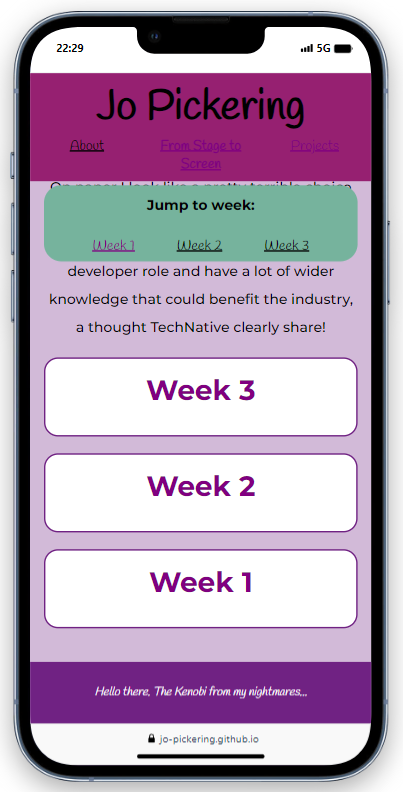 22:29
5G
Jo Pickering
About From Stage to Screen Projects
On paper I look like a pretty terrible choice
Jump to week:
Week 1 Week 2 Week 3
developer role and have a lot of wider
knowledge that could benefit the industry,
a thought TechNative clearly share!
Week 3
Week 2
Week 1
Hello there, The Kenobi from my nightmares...
jo-pickering.github.io